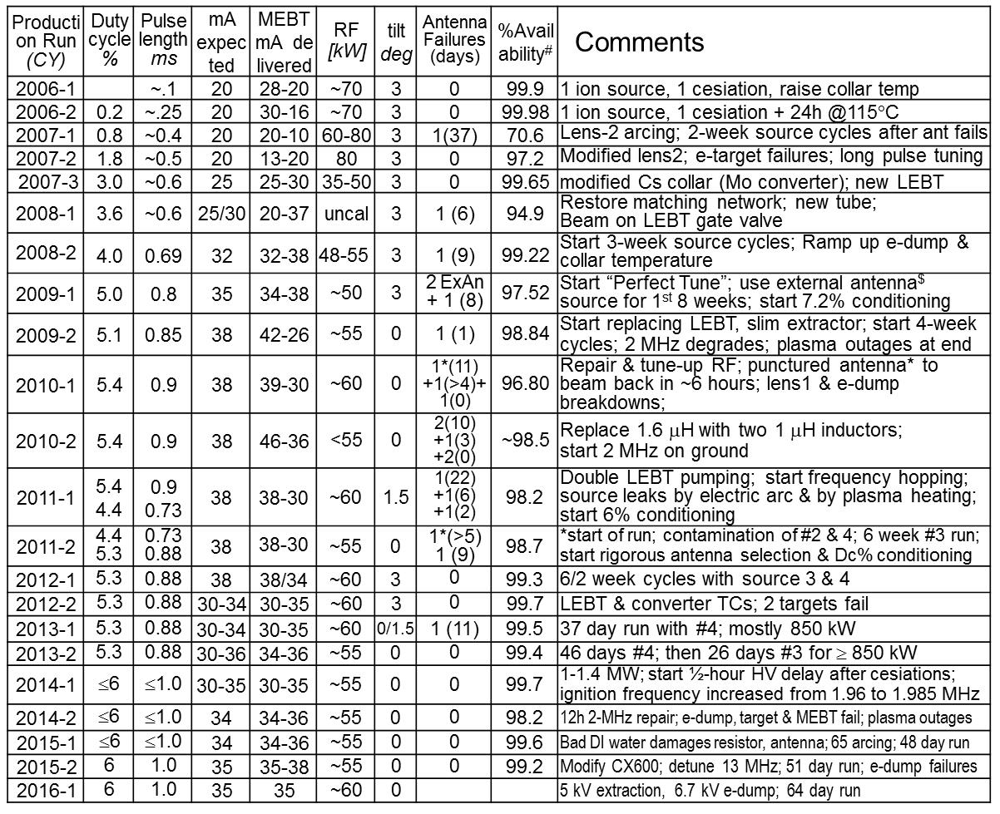 Producti on Run (CY) | Duty cycle % | Pulse length ms | mA expec ted | MEBT mA de livered | RF [kW] | tilt deg | Antenna Failures (days) | %Avail ability# | Comments
2006-1 | | ~.1 | 20 | 28-20 | ~70 | 3 | 0 | 99.9 | 1 ion source, 1 cesiation, raise collar temp
2006-2 | 0.2 | ~.25 | 20 | 30-16 | ~70 | 3 | 0 | 99.98 | 1 ion source, 1 cesiation + 24h @115°C
2007-1 | 0.8 | ~0.4 | 20 | 20-10 | 60-80 | 3 | 1(37) | 70.6 | Lens-2 arcing; 2-week source cycles after ant fails
2007-2 | 1.8 | ~0.5 | 20 | 13-20 | 80 | 3 | 0 | 97.2 | Modified lens2; e-target failures; long pulse tuning
2007-3 | 3.0 | ~0.6 | 25 | 25-30 | 35-50 | 3 | 0 | 99.65 | modified Cs collar (Mo converter); new LEBT
2008-1 | 3.6 | ~0.6 | 25/30 | 20-37 | uncal | 3 | 1 (6) | 94.9 | Restore matching network; new tube;
Beam on LEBT gate valve
2008-2 | 4.0 | 0.69 | 32 | 32-38 | 48-55 | 3 | 1 (9) | 99.22 | Start 3-week source cycles; Ramp up e-dump &
collar temperature
2009-1 | 5.0 | 0.8 | 35 | 34-38 | ~50 | 3 | 2 ExAn + 1 (8) | 97.52 | Start “Perfect Tune”; use external antenna$
source for 1st 8 weeks; start 7.2% conditioning
2009-2 | 5.1 | 0.85 | 38 | 42-26 | ~55 | 0 | 1 (1) | 98.84 | Start replacing LEBT, slim extractor; start 4-week
cycles; 2 MHz degrades; plasma outages at end
2010-1 | 5.4 | 0.9 | 38 | 39-30 | ~60 | 0 | 1*(11) +1(>4)+ 1(0) | 96.80 | Repair & tune-up RF; punctured antenna* to
beam back in ~6 hours; lens1 & e-dump
breakdowns;
2010-2 | 5.4 | 0.9 | 38 | 46-36 | <55 | 0 | 2(10) +1(3) +2(0) | ~98.5 | Replace 1.6 μH with two 1 μH inductors;
start 2 MHz on ground
2011-1 | 5.4 4.4 | 0.9 0.73 | 38 | 38-30 | ~60 | 1.5 | 1(22) +1(6) +1(2) | 98.2 | Double LEBT pumping; start frequency hopping;
source leaks by electric arc & by plasma heating;
start 6% conditioning
2011-2 | 4.4 5.3 | 0.73 0.88 | 38 | 38-30 | ~55 | 0 | 1*(>5) 1 (9) | 98.7 | *start of run; contamination of #2 & 4; 6 week #3 run;
start rigorous antenna selection & Dc% conditioning
2012-1 | 5.3 | 0.88 | 38 | 38/34 | ~60 | 3 | 0 | 99.3 | 6/2 week cycles with source 3 & 4
2012-2 | 5.3 | 0.88 | 30-34 | 30-35 | ~60 | 3 | 0 | 99.7 | LEBT & converter TCs; 2 targets fail
2013-1 | 5.3 | 0.88 | 30-34 | 30-35 | ~60 | 0/1.5 | 1 (11) | 99.5 | 37 day run with #4; mostly 850 kW
2013-2 | 5.3 | 0.88 | 30-36 | 34-36 | ~55 | 0 | 0 | 99.4 | 46 days #4; then 26 days #3 for ≥ 850 kW
2014-1 | ≤6 | ≤1.0 | 30-35 | 30-35 | ~55 | 0 | 0 | 99.7 | 1-1.4 MW; start ½-hour HV delay after cesiations;
ignition frequency increased from 1.96 to 1.985 MHz
2014-2 | ≤6 | ≤1.0 | 34 | 34-36 | ~55 | 0 | 0 | 98.2 | 12h 2-MHz repair; e-dump, target & MEBT fail; plasma outages
2015-1 | ≤6 | ≤1.0 | 34 | 34-36 | ~55 | 0 | 0 | 99.6 | Bad DI water damages resistor, antenna; 65 arcing; 48 day run
2015-2 | 6 | 1.0 | 35 | 35-38 | ~55 | 0 | 0 | 99.2 | Modify CX600; detune 13 MHz; 51 day run; e-dump failures
2016-1 | 6 | 1.0 | 35 | 35 | ~60 | 0 | | | 5 kV extraction, 6.7 kV e-dump; 64 day run